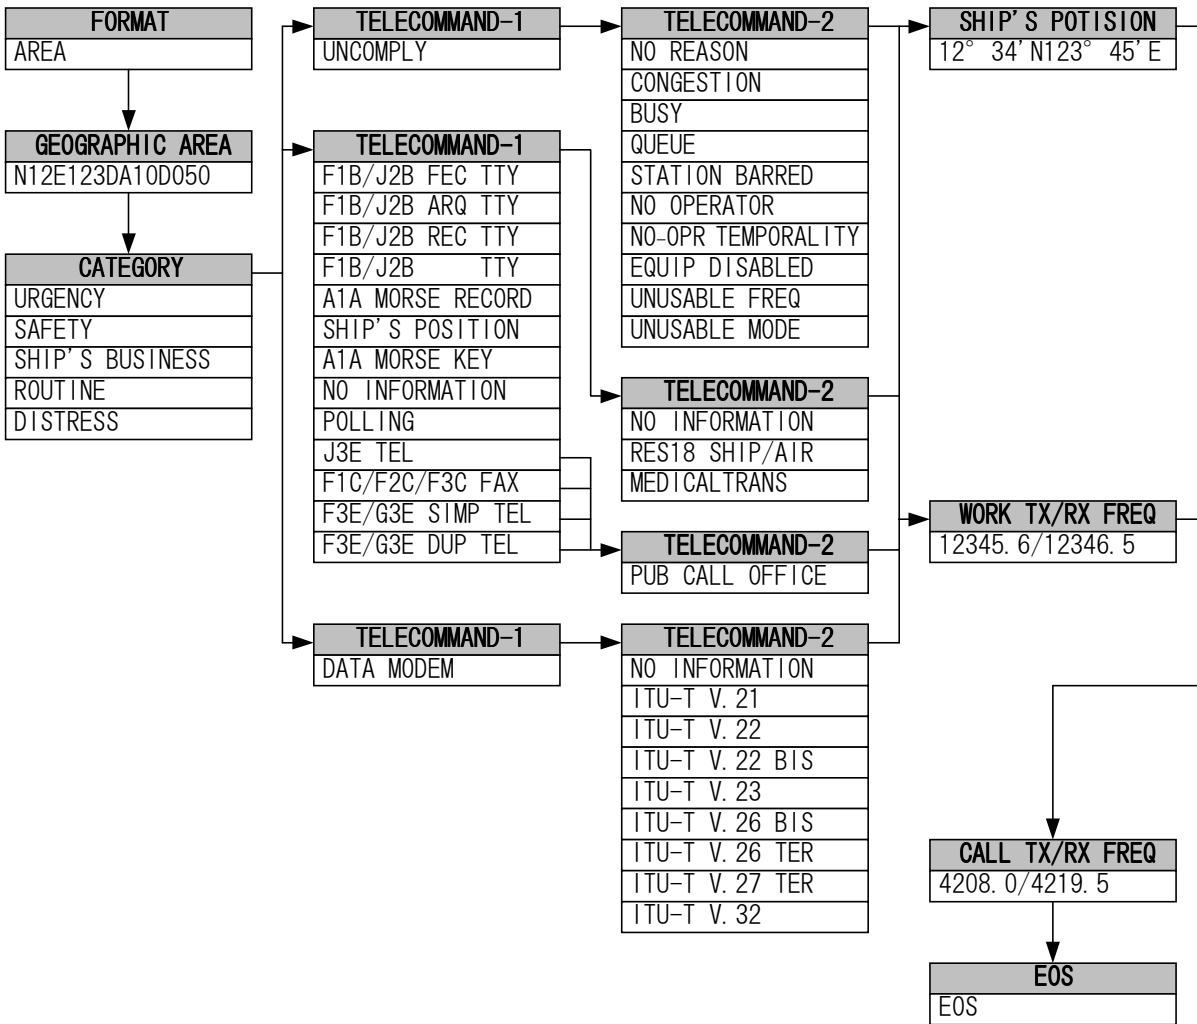 FORMAT
AREA
GEOGRAPHIC AREA
N12E123DA10D050
CATEGORY
URGENCY
SAFETY
SHIP'S BUSINESS
ROUTINE
DISTRESS
TELECOMMAND-1
UNCOMPLY
TELECOMMAND-1
F1B/J2B FEC TTY
F1B/J2B ARQ TTY
F1B/J2B REC TTY
F1B/J2B     TTY
A1A MORSE RECORD
SHIP'S POSITION
A1A MORSE KEY
NO INFORMATION
POLLING
J3E TEL
F1C/F2C/F3C FAX
F3E/G3E SIMP TEL
F3E/G3E DUP TEL
TELECOMMAND-1
DATA MODEM
TELECOMMAND-2
NO REASON
CONGESTION
BUSY
QUEUE
STATION BARRED
NO OPERATOR
NO-OPR TEMPORALITY
EQUIP DISABLED
UNUSABLE FREQ
UNUSABLE MODE
TELECOMMAND-2
NO INFORMATION
RES18 SHIP/AIR
MEDICALTRANS
TELECOMMAND-2
PUB CALL OFFICE
TELECOMMAND-2
NO INFORMATION
ITU-T V.21
ITU-T V.22
ITU-T V.22 BIS
ITU-T V.23
ITU-T V.26 BIS
ITU-T V.26 TER
ITU-T V.27 TER
ITU-T V.32
SHIP'S POTISION
12° 34'N123° 45'E
WORK TX/RX FREQ
12345.6/12346.5
CALL TX/RX FREQ
4208.0/4219.5
EOS
EOS